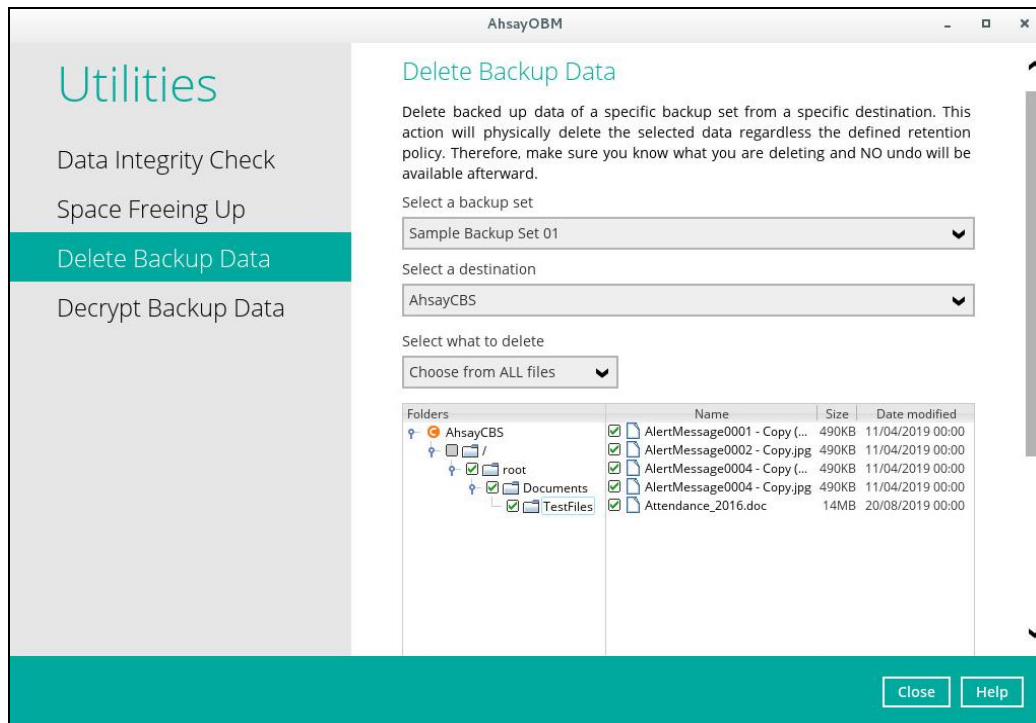 AhsayOBM
Utilities
Data Integrity Check
Space Freeing Up
Delete Backup Data
Decrypt Backup Data
Delete Backup Data
Delete backed up data of a specific backup set from a specific destination. This
action will physically delete the selected data regardless the defined retention
policy. Therefore, make sure you know what you are deleting and NO undo will be
available afterward.
Select a backup set
Sample Backup Set 01
Select a destination
AhsayCBS
Select what to delete
Choose from ALL files
Folders
AhsayCBS
/
root
Documents
TestFiles
Name Size Date modified
AlertMessage0001 - Copy (... 490KB 11/04/2019 00:00
AlertMessage0002 - Copy.jpg 490KB 11/04/2019 00:00
AlertMessage0004 - Copy (... 490KB 11/04/2019 00:00
AlertMessage0004 - Copy.jpg 490KB 11/04/2019 00:00
Attendance_2016.doc 14MB 20/08/2019 00:00
Close Help